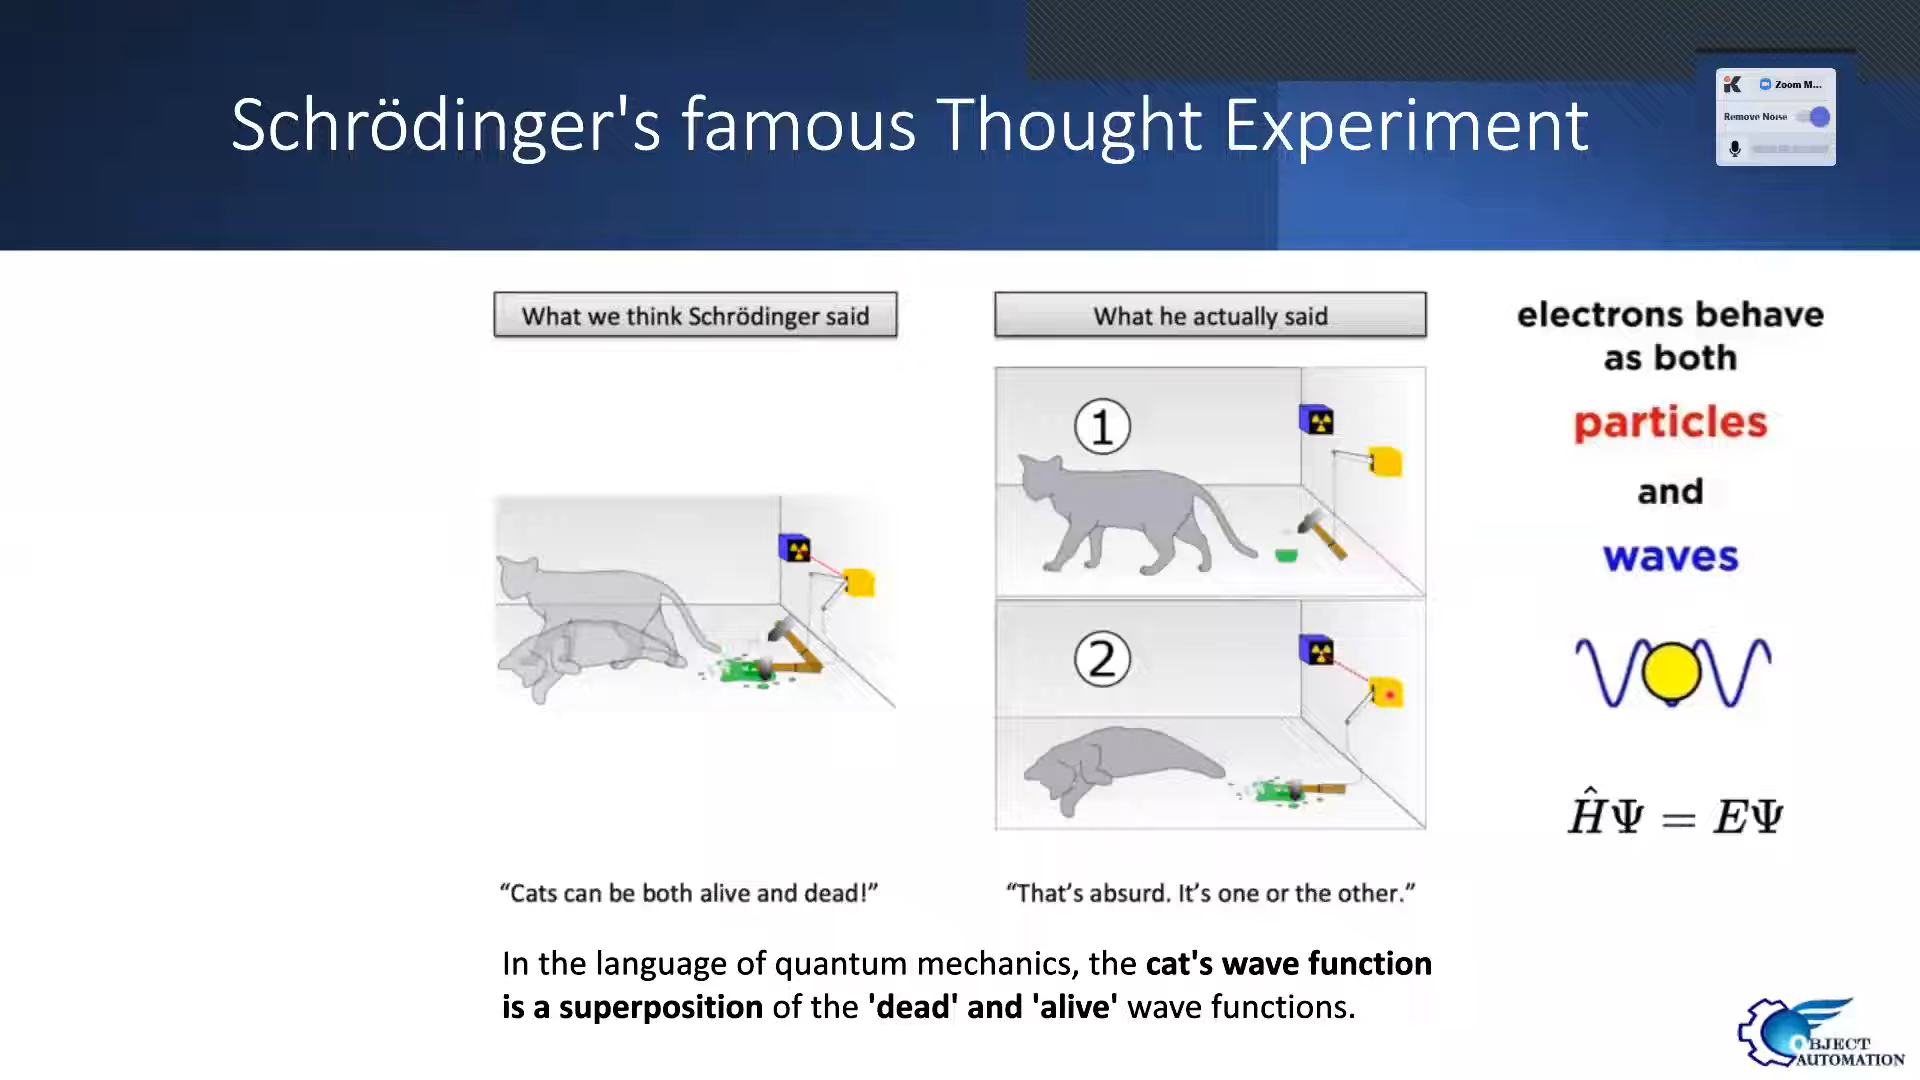 Schrödinger's famous Thought Experiment
Zoom M...
Remove Noise
What we think Schrödinger said
What he actually said
1
2
“Cats can be both alive and dead!”
“That’s absurd. It’s one or the other.”
In the language of quantum mechanics, the cat's wave function
is a superposition of the 'dead' and 'alive' wave functions.
electrons behave
as both
particles
and
waves
ĤΨ = EΨ
OBJECT
AUTOMATION